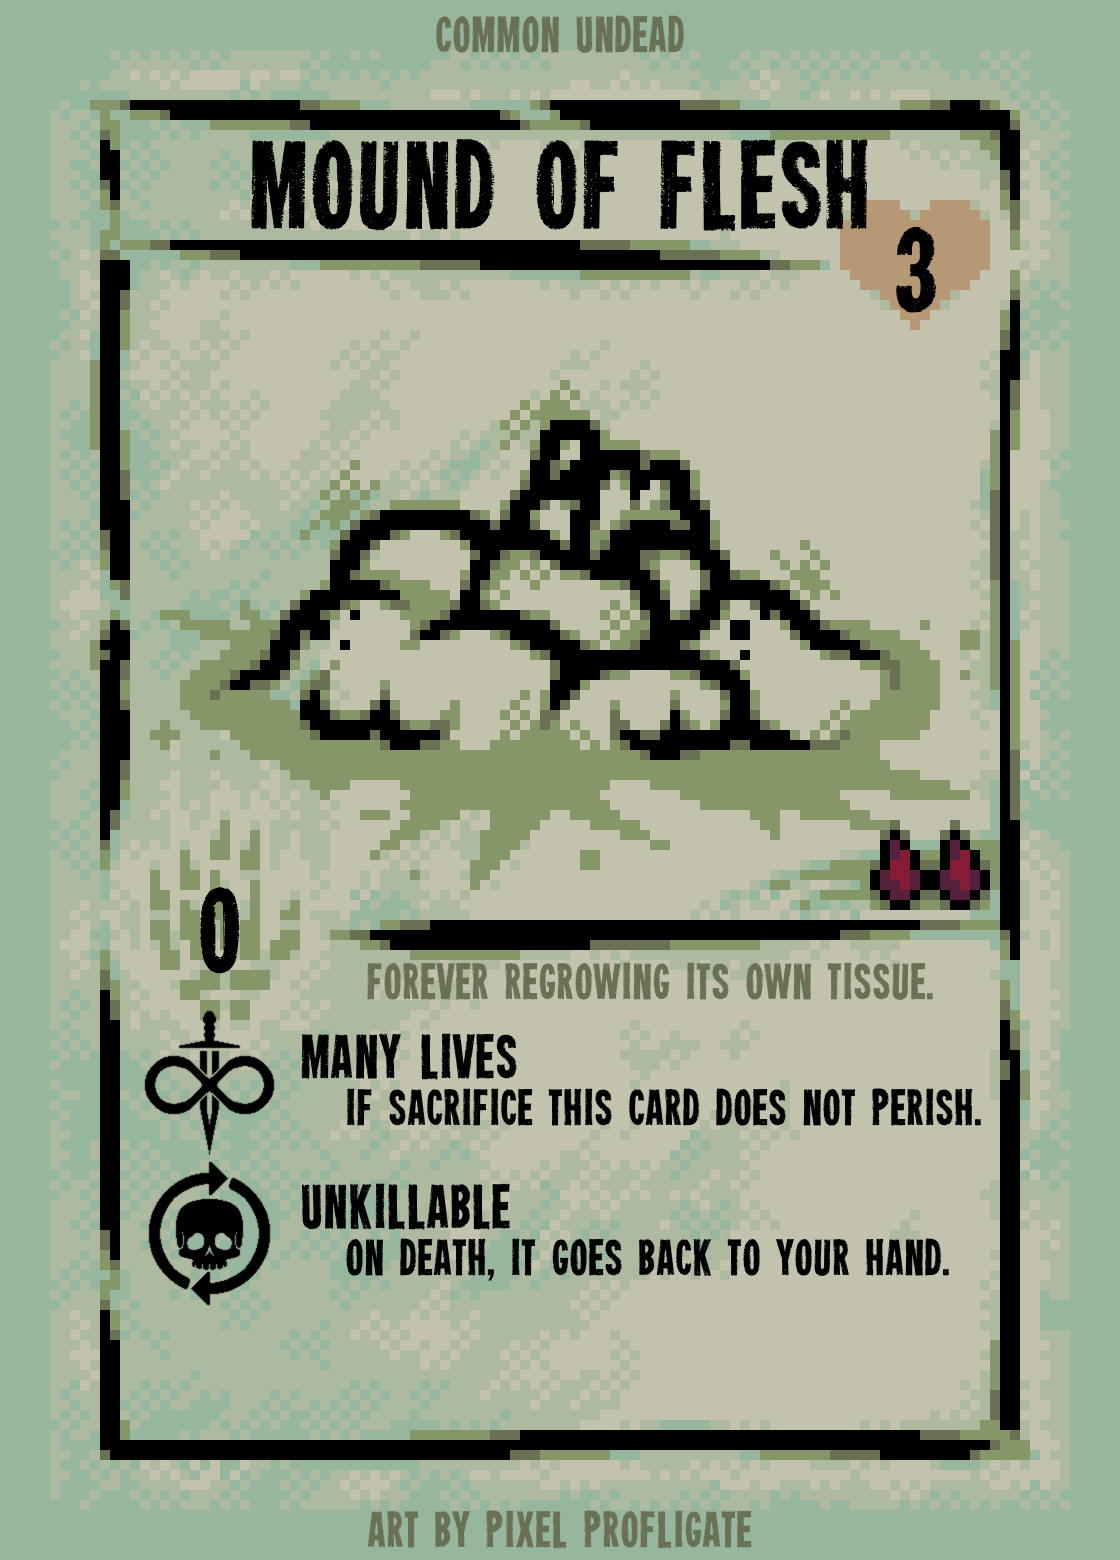 COMMON UNDEAD
MOUND OF FLESH
3
0
FOREVER REGROWING ITS OWN TISSUE.
MANY LIVES
IF SACRIFICE THIS CARD DOES NOT PERISH.
UNKILLABLE
ON DEATH, IT GOES BACK TO YOUR HAND.
ART BY PIXEL PROFLIGATE